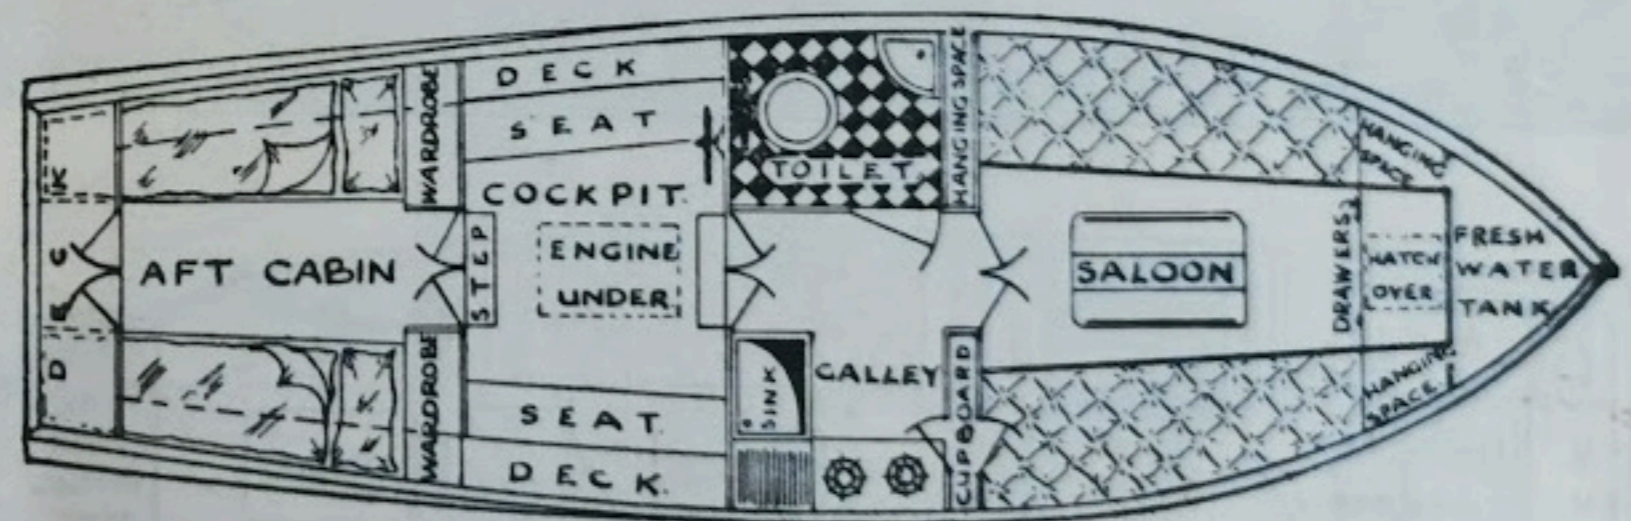 DECK
AFT CABIN
WARDROBE
WARDROBE
DECK
SEAT
COCKPIT.
STEP
ENGINE
UNDER
SEAT
DECK.
TOILET.
HANGING SPACE
SINK
GALLEY
CUPBOARD
SALOON
DRAWERS
HATCH
OVER
HANGING
SPACE
FRESH
WATER
TANK
HANGING
SPACE